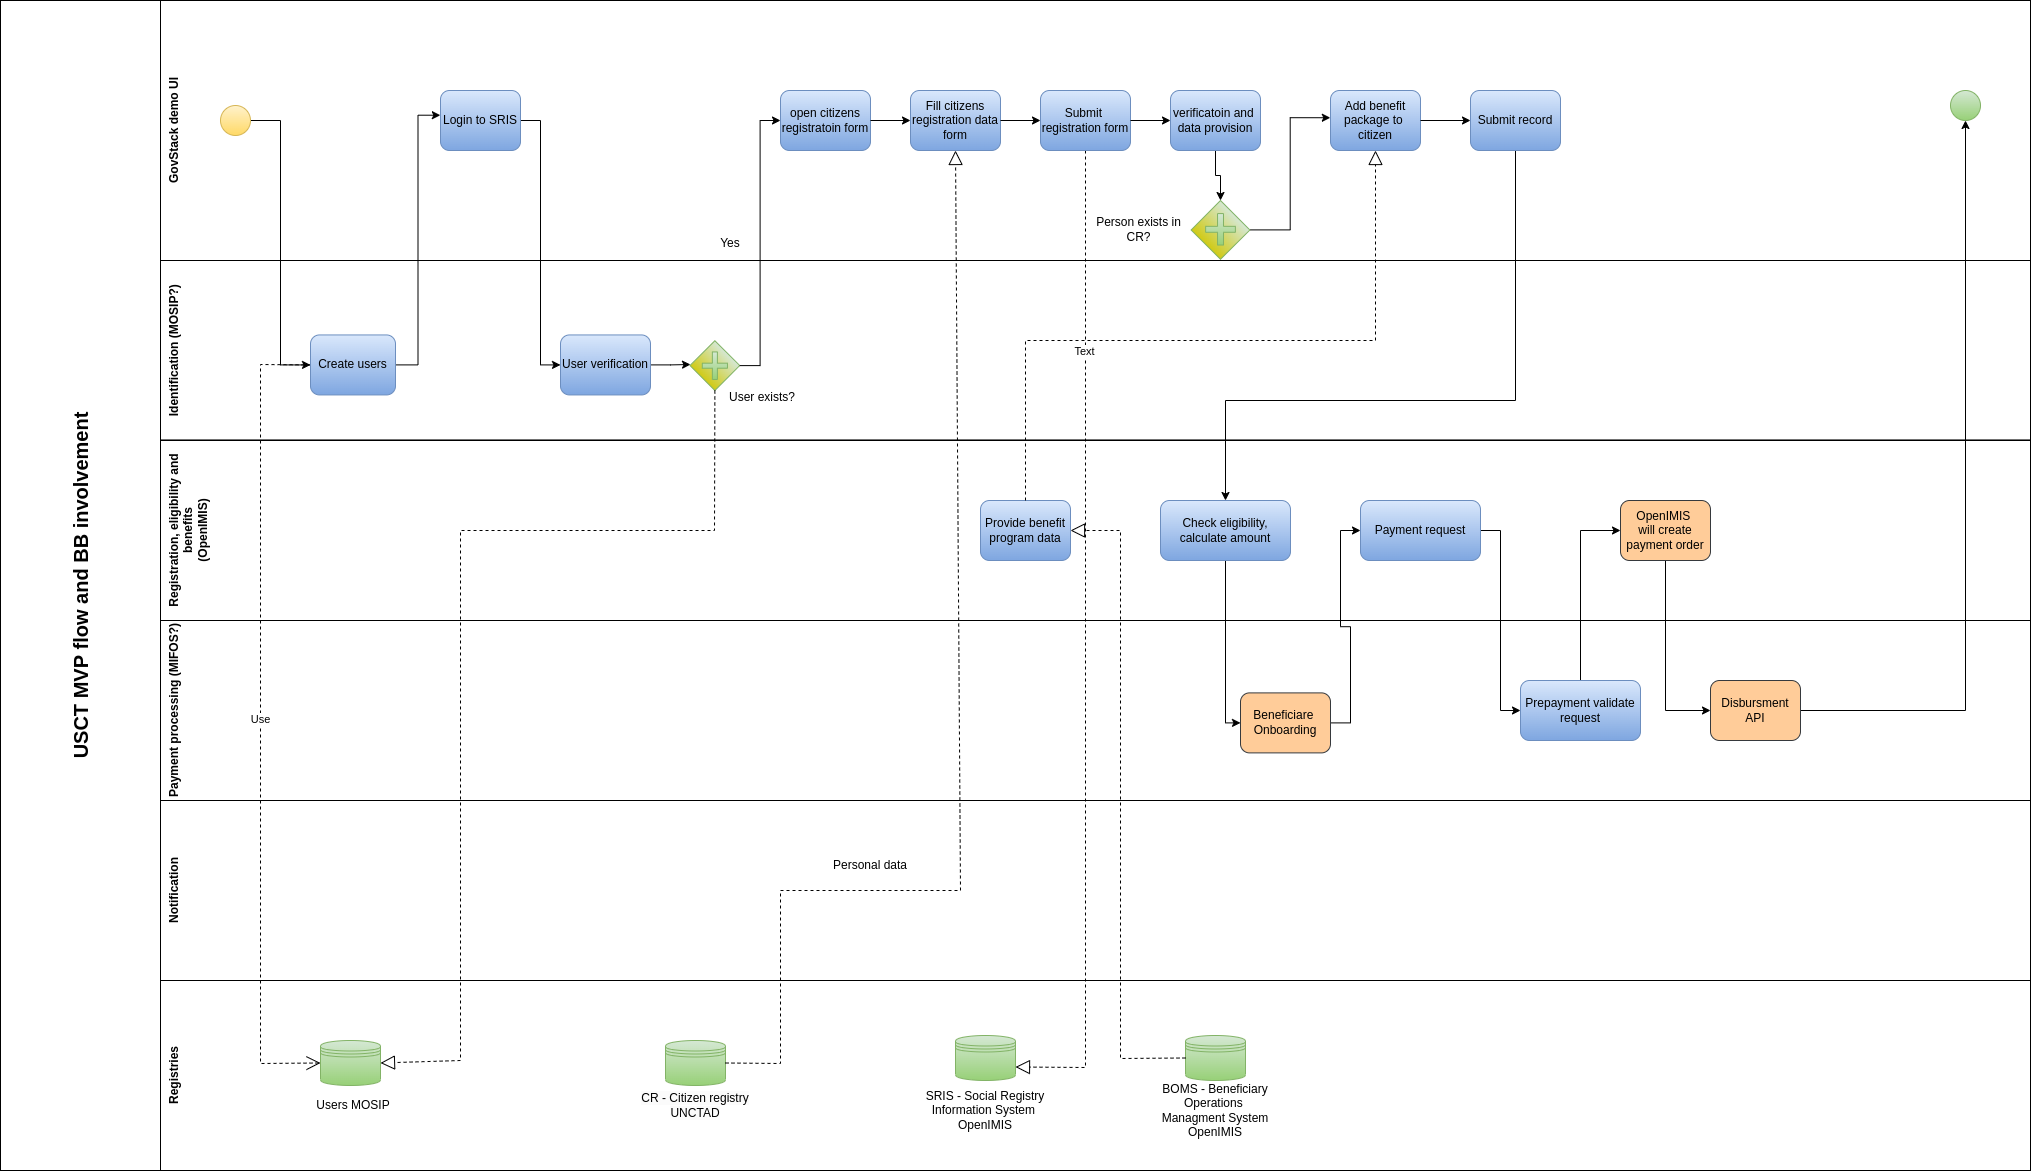 USCT MVP flow and BB involvement
GovStack demo UI
Login to SRIS
open citizens
registratoin form
Fill citizens
registration data
form
Submit
registration form
verificatoin and
data provision
Add benefit
package to
citizen
Submit record
Person exists in
CR?
Yes
Identification (MOSIP?)
Create users
User verification
User exists?
Text
Registration, eligibility and
benefits
(OpenIMIS)
Provide benefit
program data
Check eligibility,
calculate amount
Payment request
OpenIMIS
will create
payment order
Payment processing (MIFOS?)
Use
Beneficiare
Onboarding
Prepayment validate
request
Disbursment
API
Notification
Personal data
Registries
Users MOSIP
CR - Citizen registry
UNCTAD
SRIS - Social Registry
Information System
OpenIMIS
BOMS - Beneficiary
Operations
Managment System
OpenIMIS